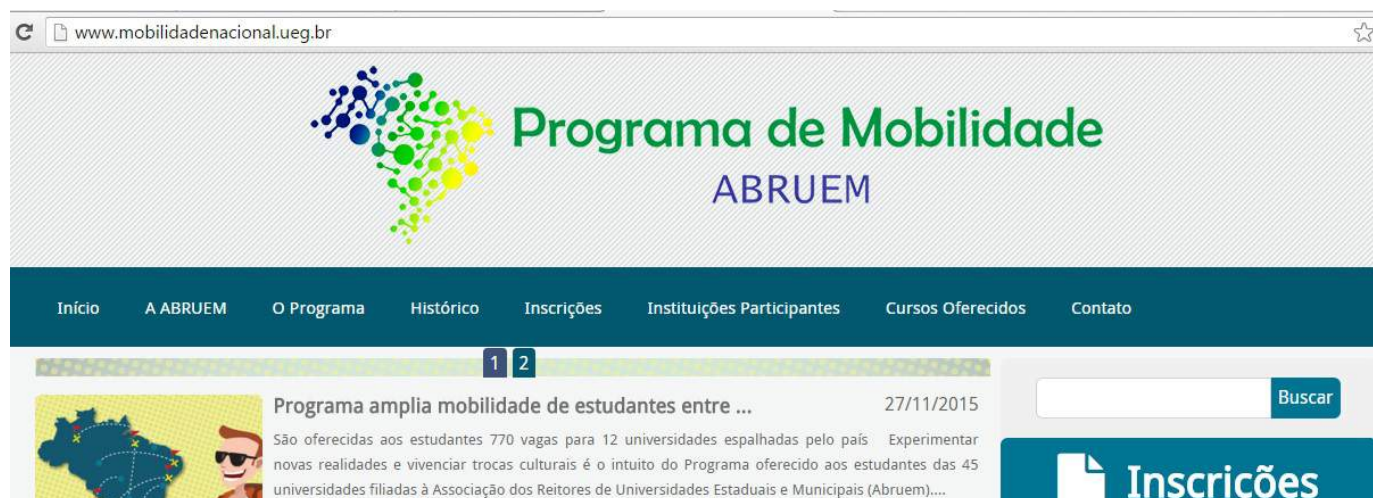 www.mobilidadenacional.ueg.br
Programa de Mobilidade
ABRUEM
Início A ABRUEM O Programa Histórico Inscrições Instituições Participantes Cursos Oferecidos Contato
1 2
Programa amplia mobilidade de estudantes entre ... 27/11/2015
São oferecidas aos estudantes 770 vagas para 12 universidades espalhadas pelo país Experimentar
novas realidades e vivenciar trocas culturais é o intuito do Programa oferecido aos estudantes das 45
universidades filiadas à Associação dos Reitores de Universidades Estaduais e Municipais (Abruem)....
Buscar
Inscrições